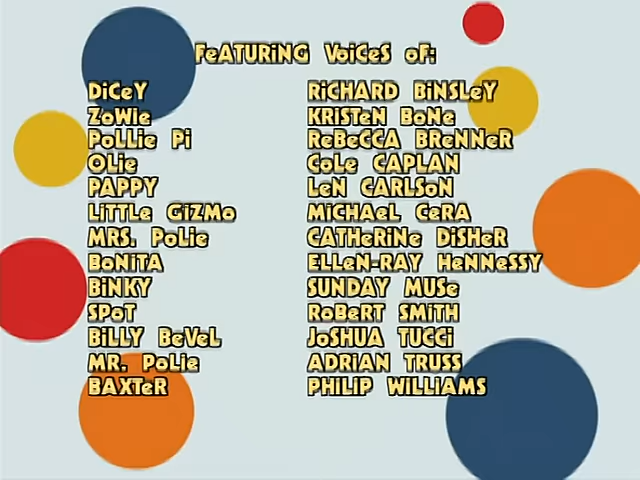 FeATURiNG VoiCeS oF:
DiCeY RiCHARD BiNSLeY
ZoWie KRiSTeN BoNe
PoLLie Pi ReBeCCA BReNNeR
oLie CoLe CAPLAN
PAPPY LeN CARLSoN
LiTTLe GiZMo MiCHAeL CeRA
MRS. PoLie CATHeRiNe DiSHeR
BoNiTA eLLeN-RAY HeNNeSSY
BiNKY SUNDAY MUSe
SPoT RoBeRT SMiTH
BiLLY BeVeL JoSHUA TUCCi
MR. PoLie ADRiAN TRUSS
BAXTeR PHiLiP WiLLiAMS